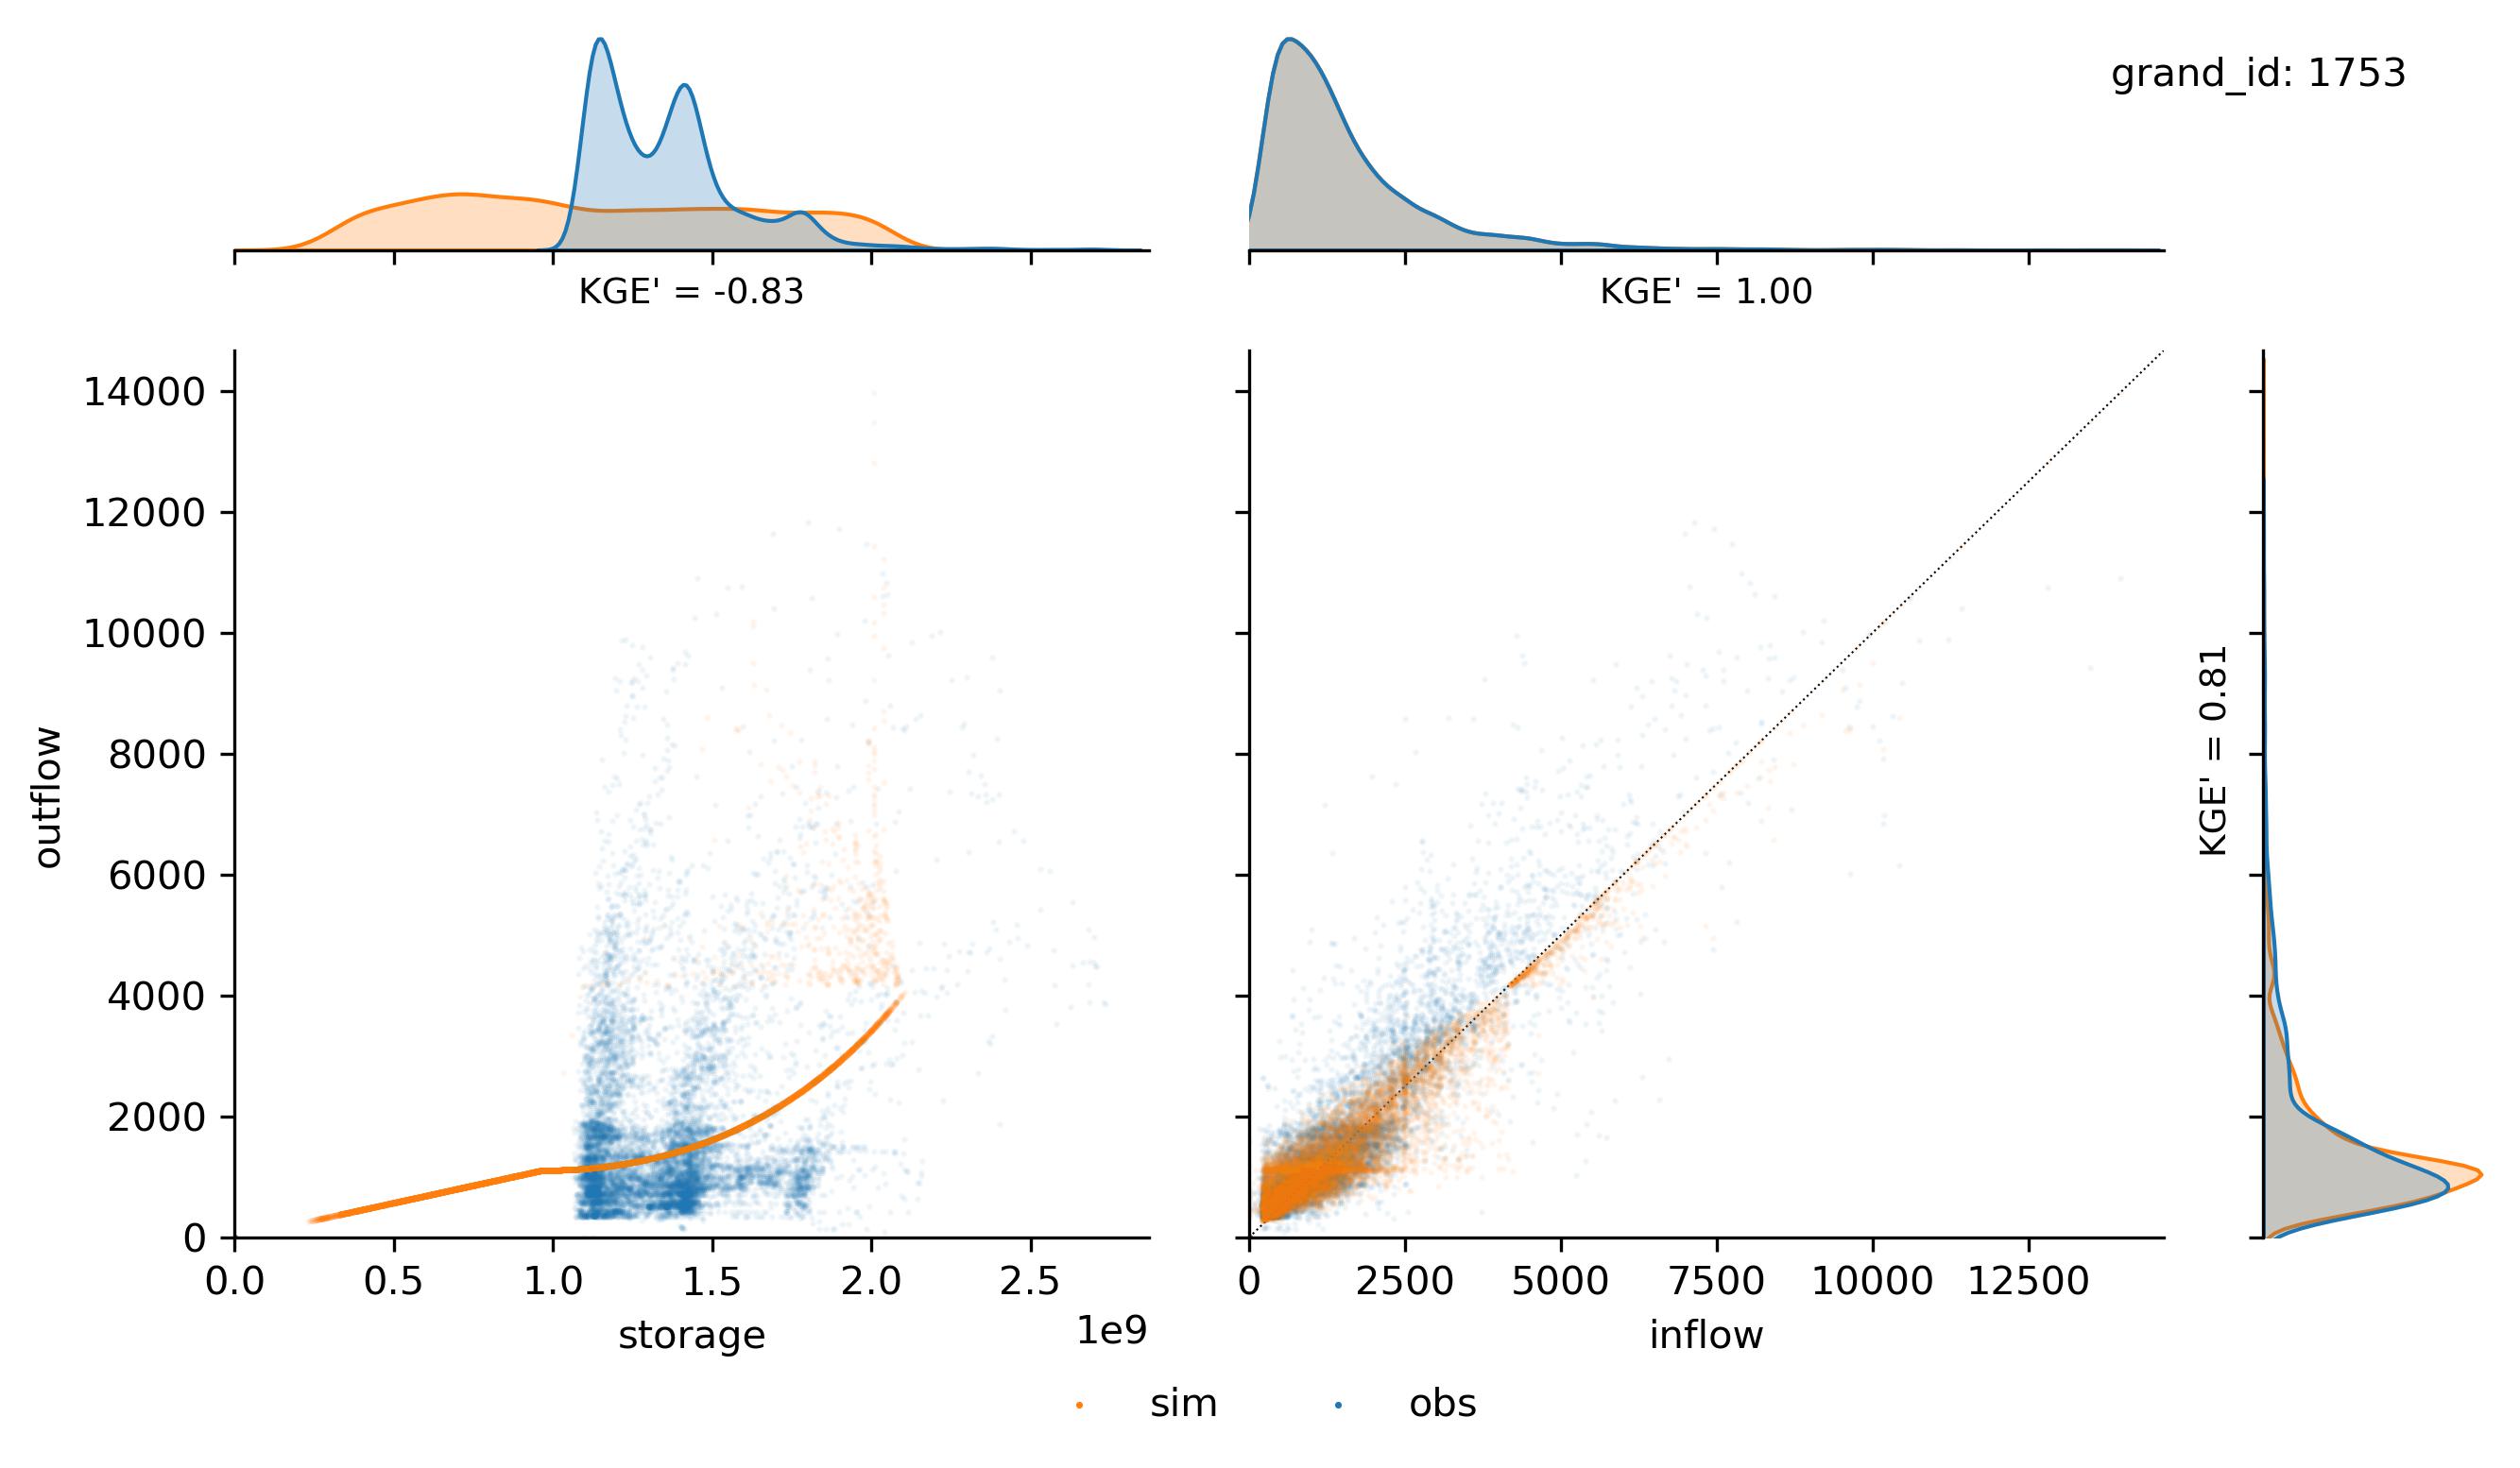 grand_id: 1753
KGE' = -0.83
KGE' = 1.00
14000
12000
10000
8000
6000
4000
2000
0
outflow
KGE' = 0.81
0.0 0.5 1.0 1.5 2.0 2.5
0 2500 5000 7500 10000 12500
1e9
storage
inflow
sim obs